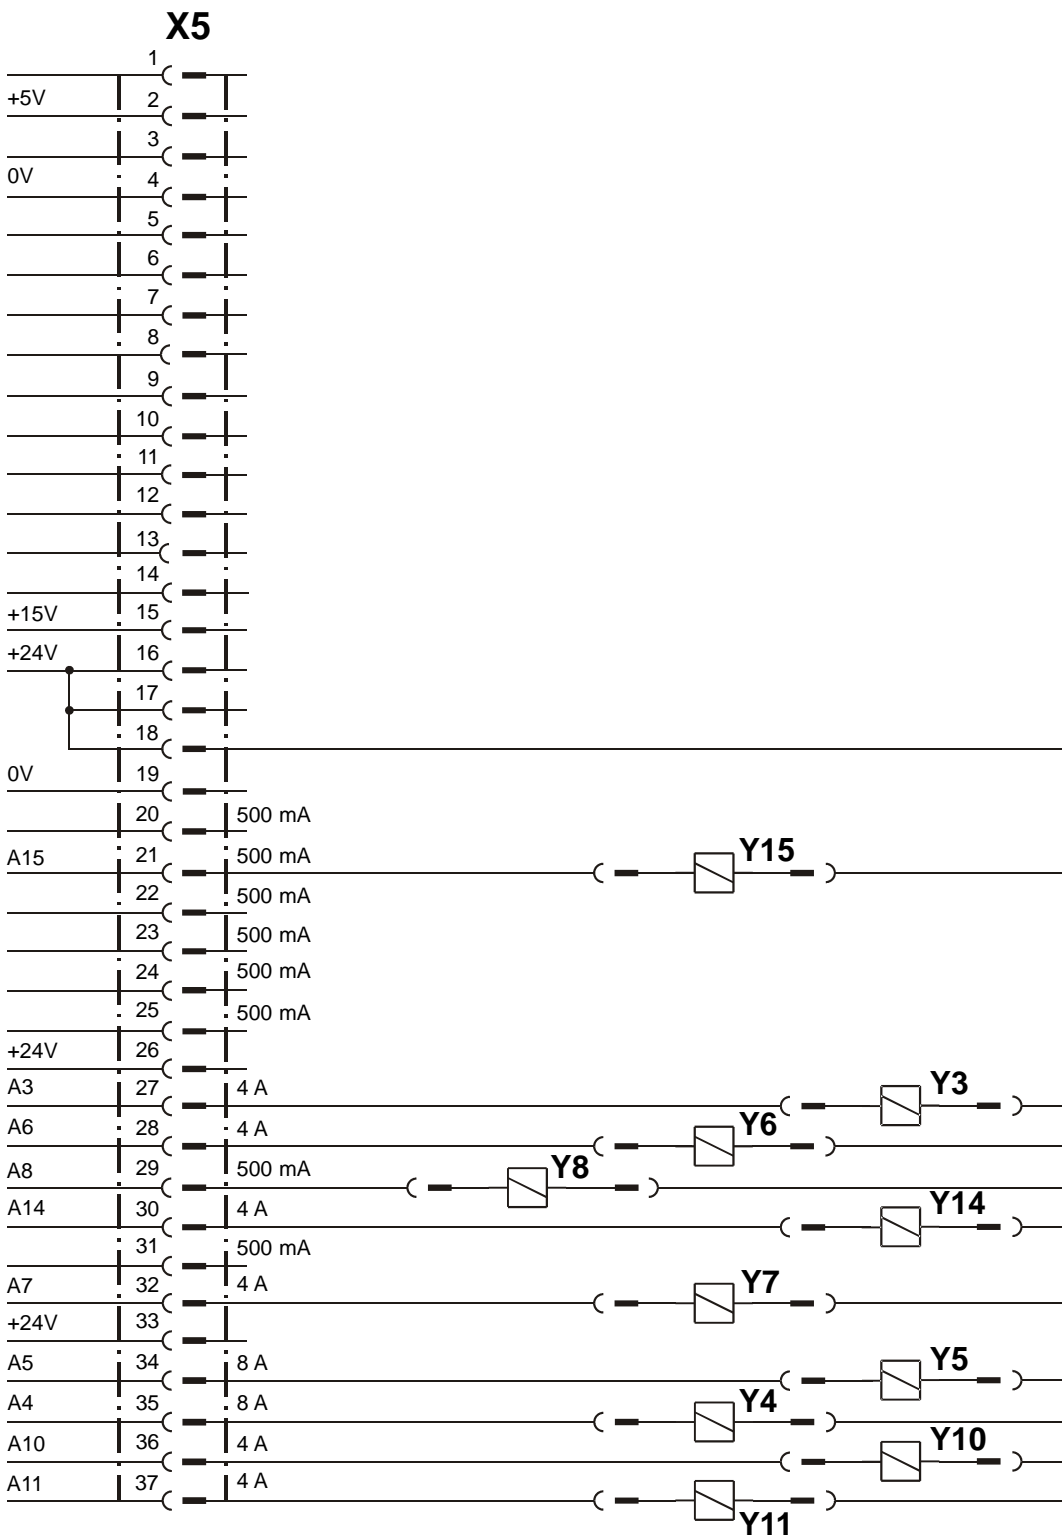 X5
1
+5V 2
3
0V 4
5
6
7
8
9
10
11
12
13
14
+15V 15
+24V 16
17
18
0V 19
20 500 mA
A15 21 500 mA Y15
22 500 mA
23 500 mA
24 500 mA
25 500 mA
+24V 26
A3 27 4 A Y3
A6 28 4 A Y6
A8 29 500 mA Y8
A14 30 4 A Y14
31 500 mA
A7 32 4 A Y7
+24V 33
A5 34 8 A Y5
A4 35 8 A Y4
A10 36 4 A Y10
A11 37 4 A Y11